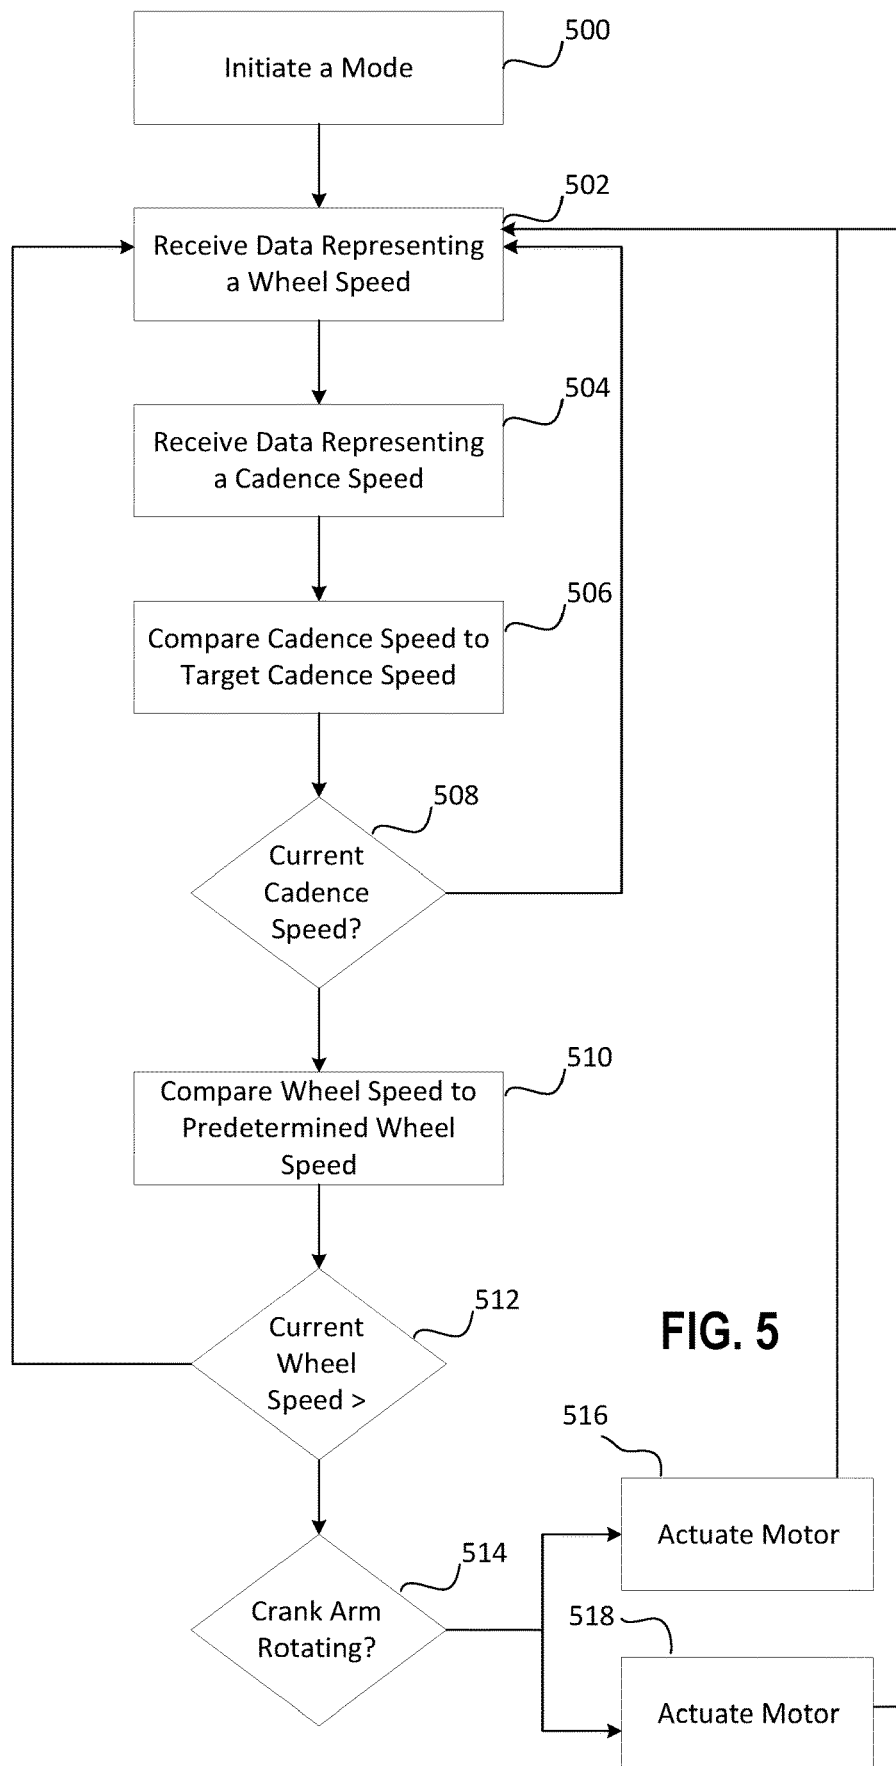 500
Initiate a Mode
502
Receive Data Representing
a Wheel Speed
504
Receive Data Representing
a Cadence Speed
506
Compare Cadence Speed to
Target Cadence Speed
508
Current
Cadence
Speed?
510
Compare Wheel Speed to
Predetermined Wheel
Speed
512
Current
Wheel
Speed >
FIG. 5
514
Crank Arm
Rotating?
516
Actuate Motor
518
Actuate Motor